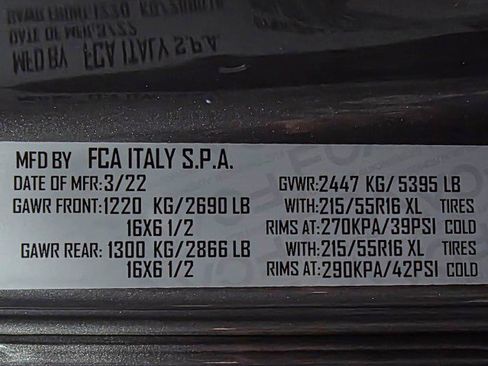 MFD BY FCA ITALY S.P.A.
DATE OF MFR: 3/22 GVWR: 2447 KG/ 5395 LB
GAWR FRONT: 1220 KG/2690 LB WITH: 215/55R16 XL TIRES
16X6 1/2 RIMS AT: 270KPA/39PSI COLD
GAWR REAR: 1300 KG/2866 LB WITH: 215/55R16 XL TIRES
16X6 1/2 RIMS AT: 290KPA/42PSI COLD